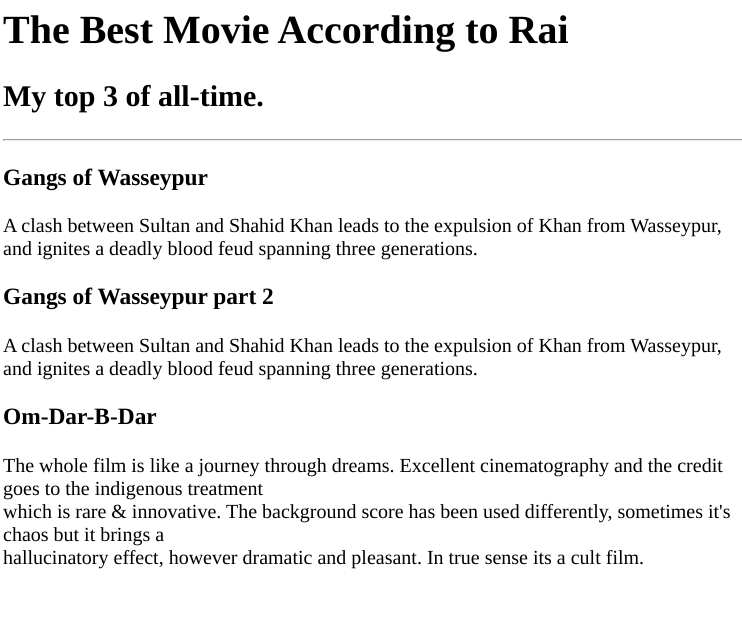 The Best Movie According to Rai
My top 3 of all-time.
Gangs of Wasseypur
A clash between Sultan and Shahid Khan leads to the expulsion of Khan from Wasseypur,
and ignites a deadly blood feud spanning three generations.
Gangs of Wasseypur part 2
A clash between Sultan and Shahid Khan leads to the expulsion of Khan from Wasseypur,
and ignites a deadly blood feud spanning three generations.
Om-Dar-B-Dar
The whole film is like a journey through dreams. Excellent cinematography and the credit
goes to the indigenous treatment
which is rare & innovative. The background score has been used differently, sometimes it's
chaos but it brings a
hallucinatory effect, however dramatic and pleasant. In true sense its a cult film.